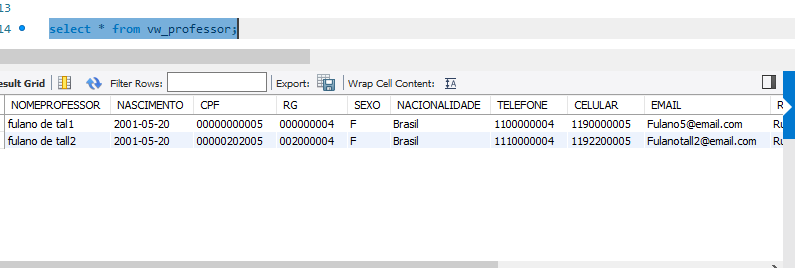 13
14 select * from vw_professor;
esult Grid Filter Rows: Export: Wrap Cell Content: IA
NOMEPROFESSOR NASCIMENTO CPF RG SEXO NACIONALIDADE TELEFONE CELULAR EMAIL R
fulano de tal1 2001-05-20 00000000005 000000004 F Brasil 1100000004 1190000005 Fulano5@email.com Ru
fulano de tall2 2001-05-20 00000202005 002000004 F Brasil 1110000004 1192200005 Fulanotall2@email.com Ru